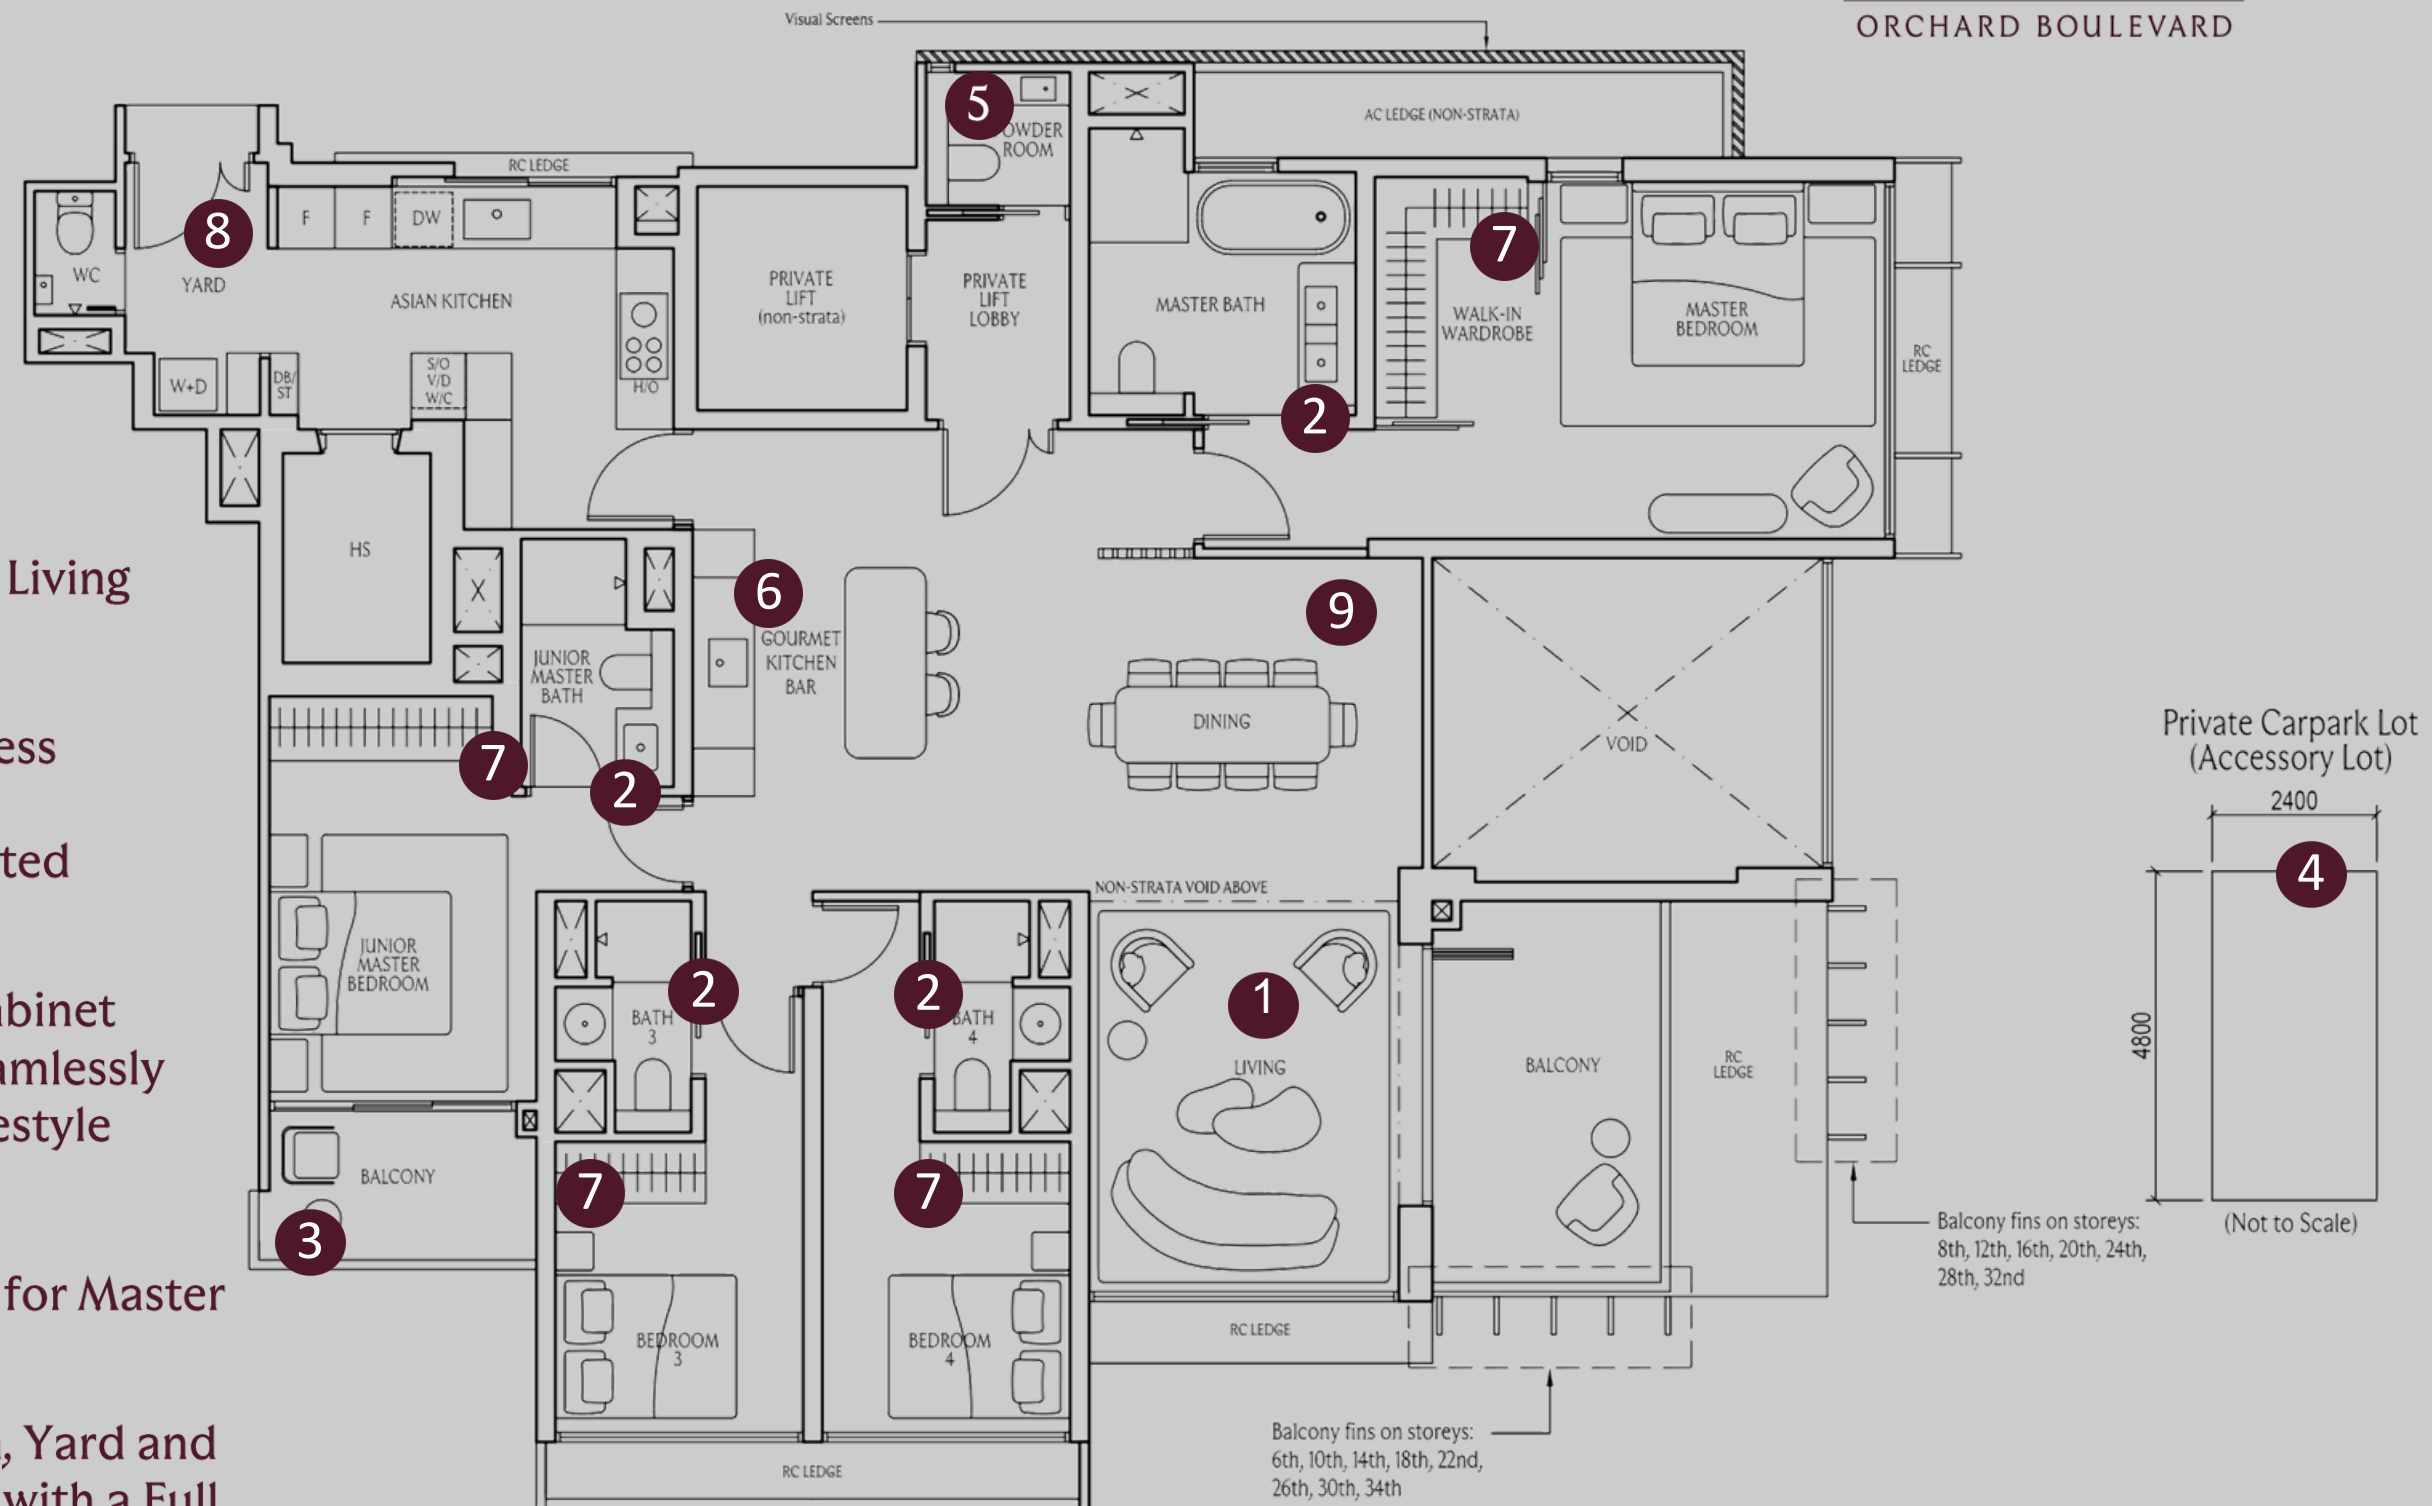 Visual Screens
ORCHARD BOULEVARD
5
POWDER
ROOM
AC LEDGE (NON-STRATA)
RC LEDGE
F
F
DW
8
WC
YARD
ASIAN KITCHEN
PRIVATE
LIFT
(non-strata)
PRIVATE
LIFT
LOBBY
MASTER BATH
7
WALK-IN
WARDROBE
MASTER
BEDROOM
RC
LEDGE
W+D
DB/
ST
S/O
V/D
W/C
H/O
2
HS
Living
6
GOURMET
KITCHEN
BAR
9
JUNIOR
MASTER
BATH
DINING
VOID
Private Carpark Lot
(Accessory Lot)
2400
4
4800
(Not to Scale)
ess
7
2
ted
NON-STRATA VOID ABOVE
JUNIOR
MASTER
BEDROOM
2
BATH
3
2
BATH
4
1
LIVING
BALCONY
RC
LEDGE
abinet
amlessly
estyle
BALCONY
3
7
7
Balcony fins on storeys:
8th, 12th, 16th, 20th, 24th,
28th, 32nd
for Master
BEDROOM
3
BEDROOM
4
RC LEDGE
Balcony fins on storeys:
6th, 10th, 14th, 18th, 22nd,
26th, 30th, 34th
, Yard and
with a Full
RC LEDGE